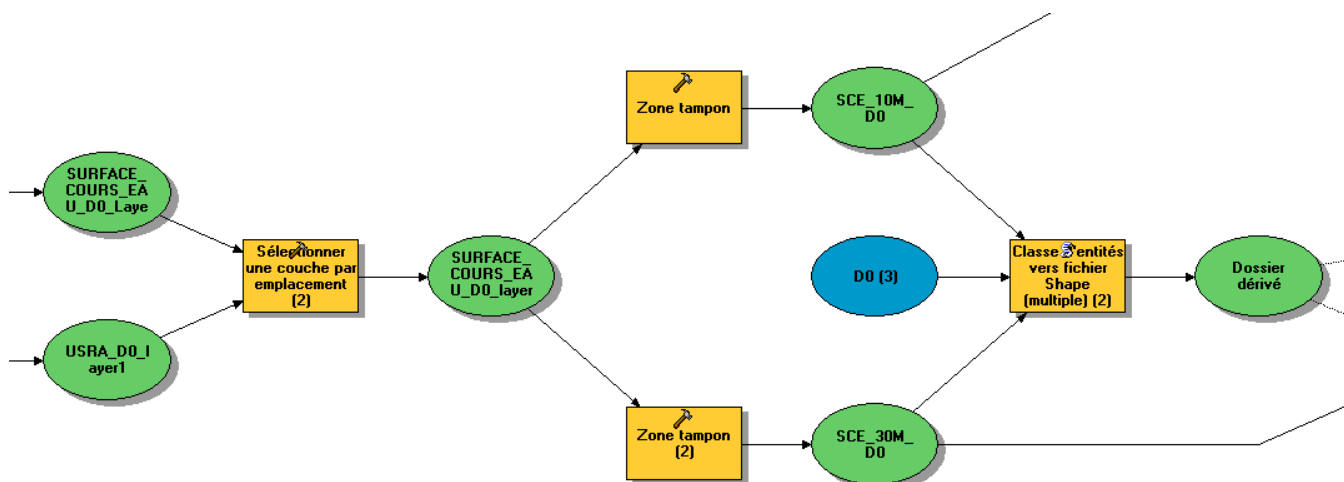 SURFACE_
COURS_EA
U_D0_Laye
USRA_D0_l
ayer1
Sélectionner
une couche par
emplacement
(2)
SURFACE_
COURS_EA
U_D0_layer
Zone tampon
SCE_10M_
D0
D0 (3)
Zone tampon
(2)
SCE_30M_
D0
Classe d'entités
vers fichier
Shape
(multiple) (2)
Dossier
dérivé